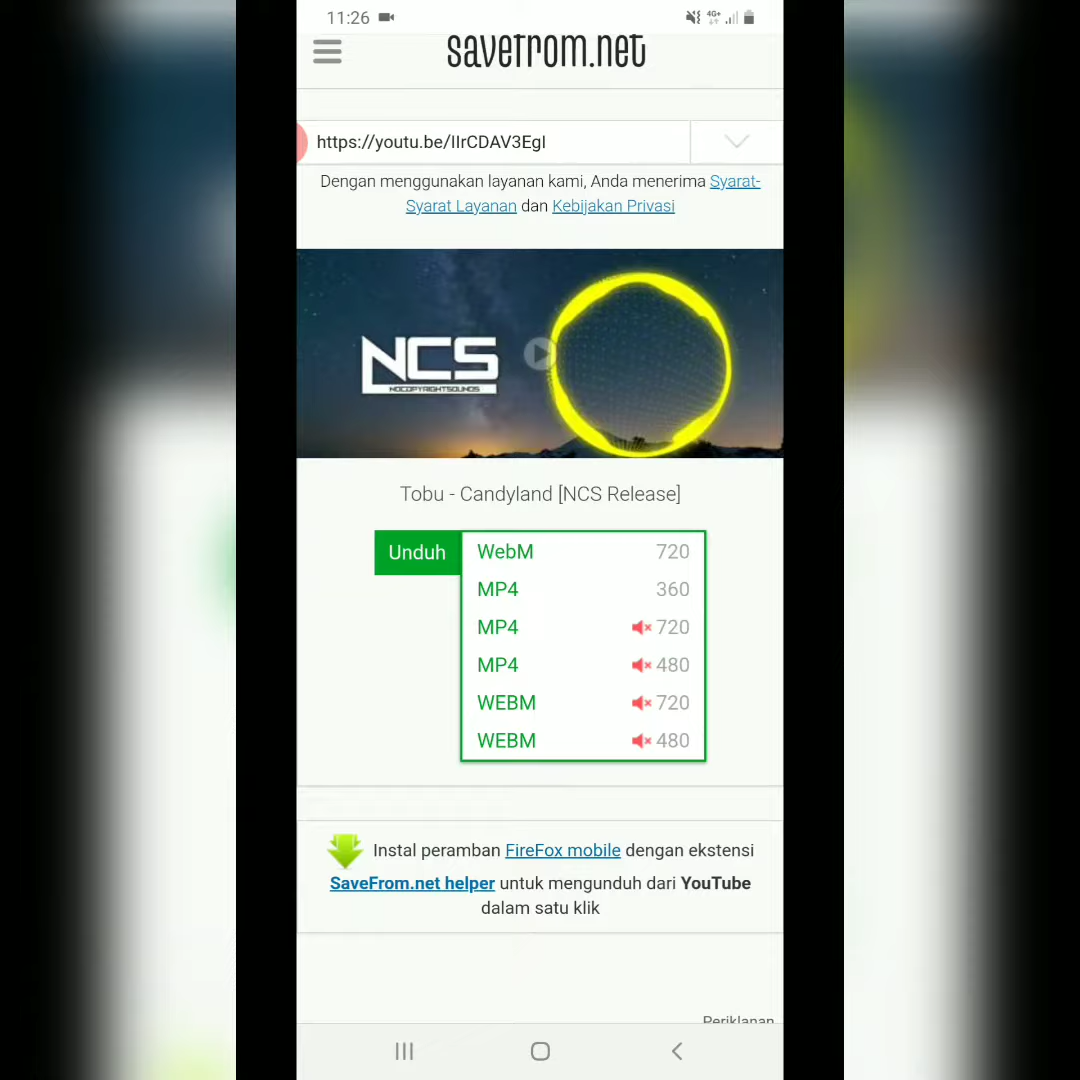 11:26
4G+
savefrom.net
https://youtu.be/IIrCDAV3EgI
Dengan menggunakan layanan kami, Anda menerima Syarat-
Syarat Layanan dan Kebijakan Privasi
NCS
NOCOPYRIGHTSOUNDS
Tobu - Candyland [NCS Release]
Unduh
WebM 720
MP4 360
MP4 720
MP4 480
WEBM 720
WEBM 480
Instal peramban FireFox mobile dengan ekstensi
SaveFrom.net helper untuk mengunduh dari YouTube
dalam satu klik
Periklanan